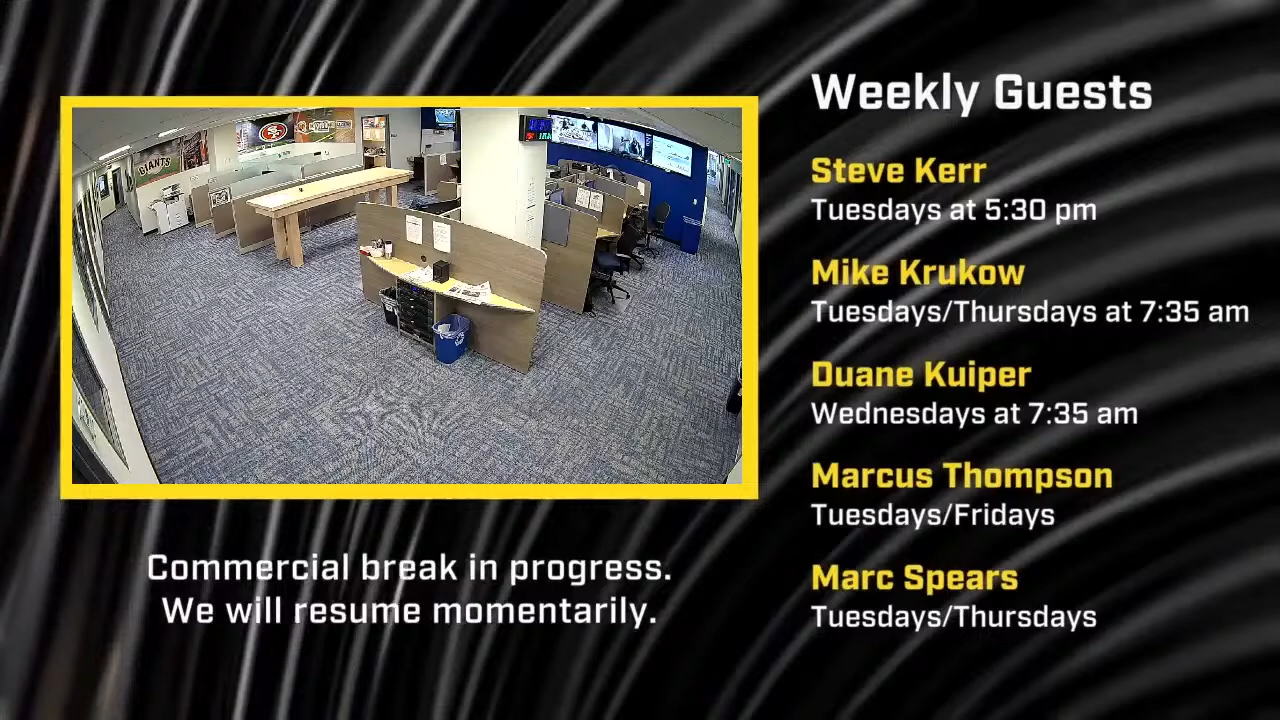 Weekly Guests
Steve Kerr
Tuesdays at 5:30 pm
Mike Krukow
Tuesdays/Thursdays at 7:35 am
Duane Kuiper
Wednesdays at 7:35 am
Marcus Thompson
Tuesdays/Fridays
Marc Spears
Tuesdays/Thursdays
GIANTS
SF
Commercial break in progress.
We will resume momentarily.